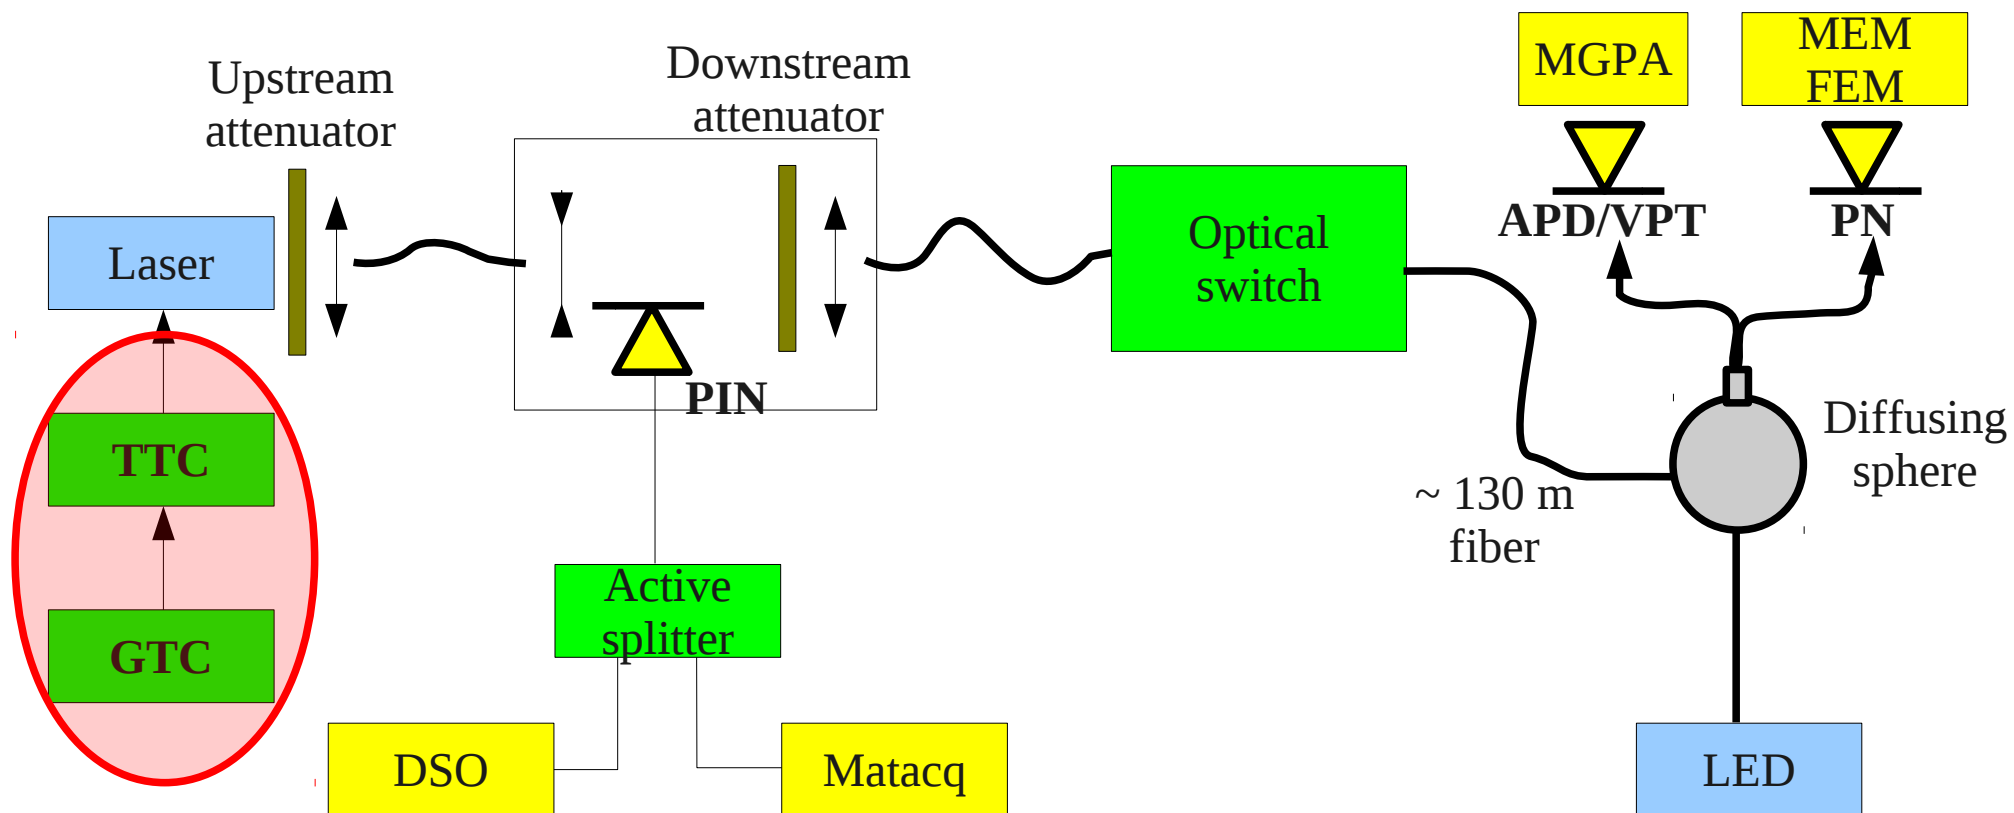 Upstream
attenuator
Downstream
attenuator
MGPA
MEM
FEM
Laser
Optical
switch
APD/VPT
PN
PIN
TTC
Diffusing
sphere
~ 130 m
fiber
Active
splitter
GTC
DSO
Matacq
LED